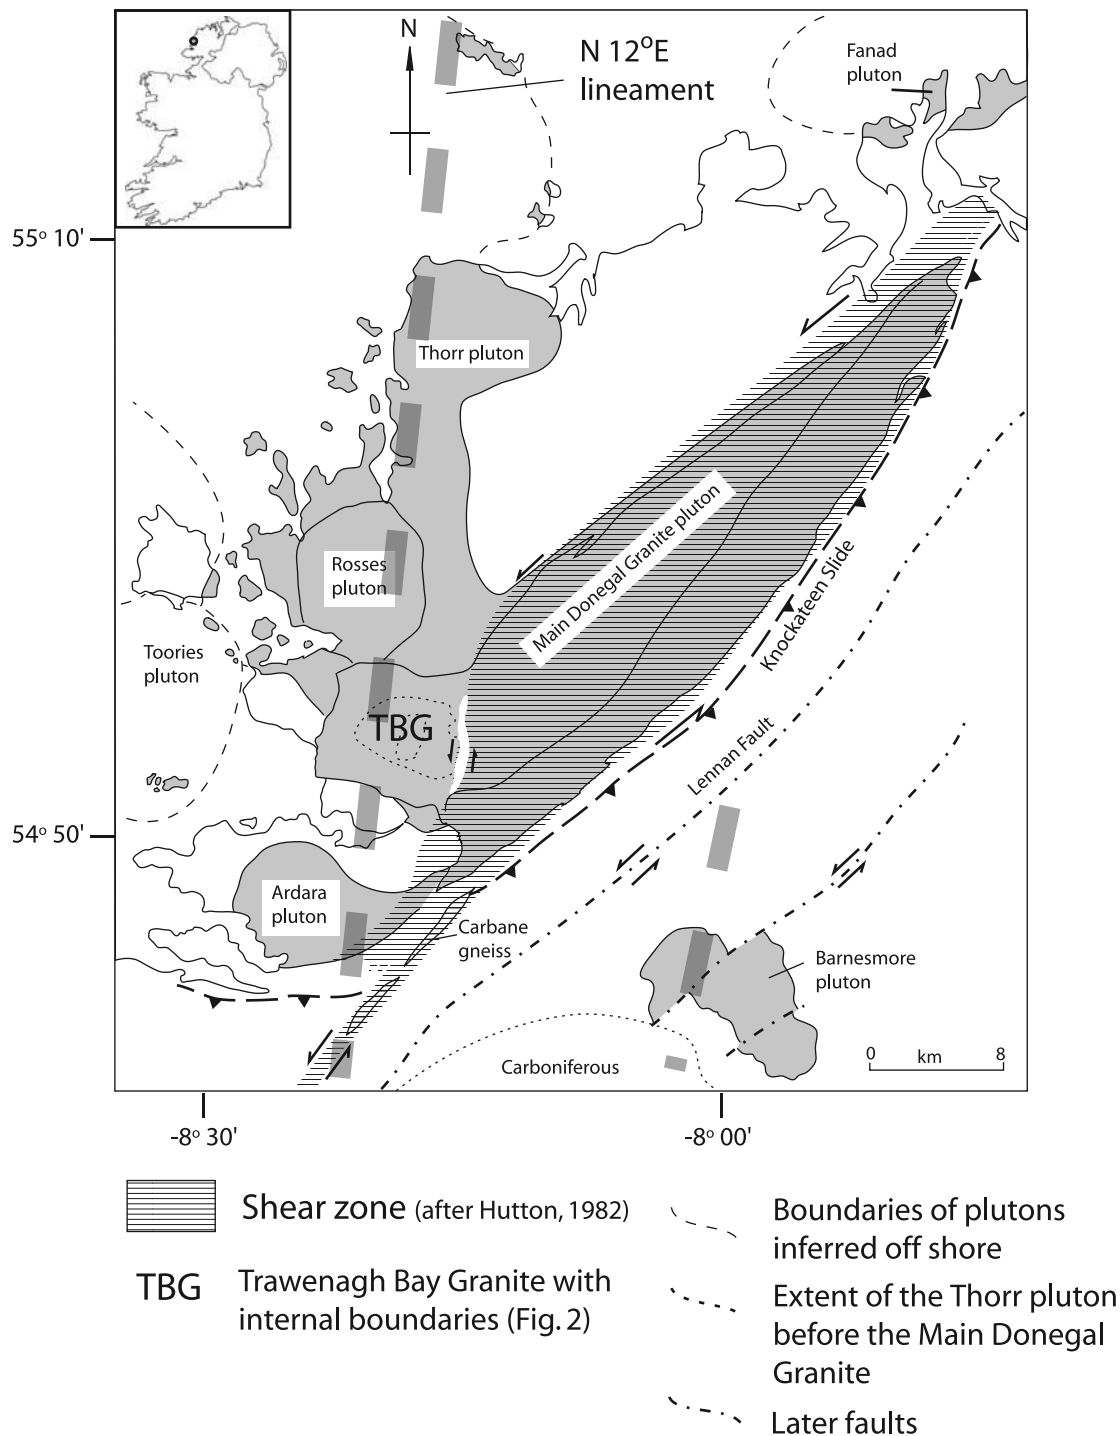 N
N 12°E
lineament
Fanad
pluton
55° 10'
Thorr pluton
Main Donegal Granite pluton
Rosses
pluton
Knockateen Slide
Toories
pluton
TBG
Lennan Fault
54° 50'
Ardara
pluton
Carbane
gneiss
Barnesmore
pluton
Carboniferous
0 km 8
-8° 30'
-8° 00'
Shear zone (after Hutton, 1982)
TBG Trawenagh Bay Granite with
internal boundaries (Fig. 2)
Boundaries of plutons
inferred off shore
Extent of the Thorr pluton
before the Main Donegal
Granite
Later faults